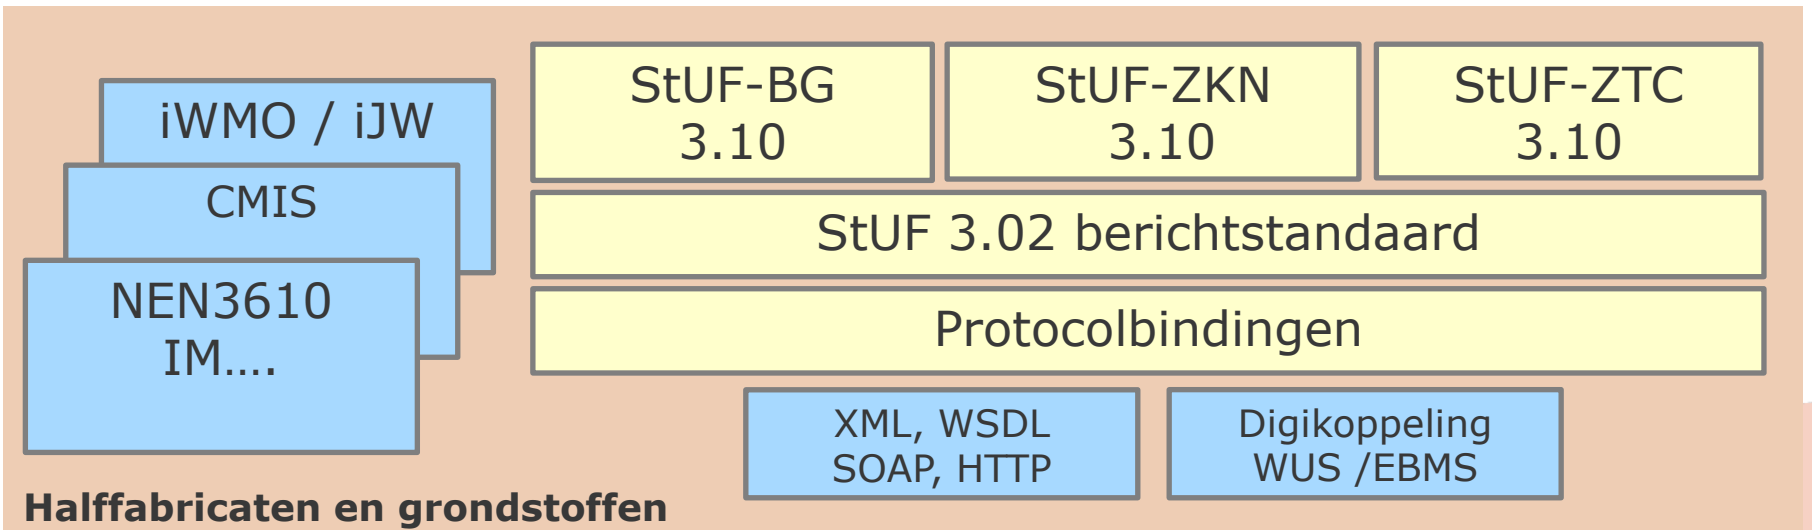 iWMO / iJW
CMIS
NEN3610
IM....
StUF-BG
3.10
StUF-ZKN
3.10
StUF-ZTC
3.10
StUF 3.02 berichtstandaard
Protocolbindingen
XML, WSDL
SOAP, HTTP
Digikoppeling
WUS /EBMS
Halffabricaten en grondstoffen